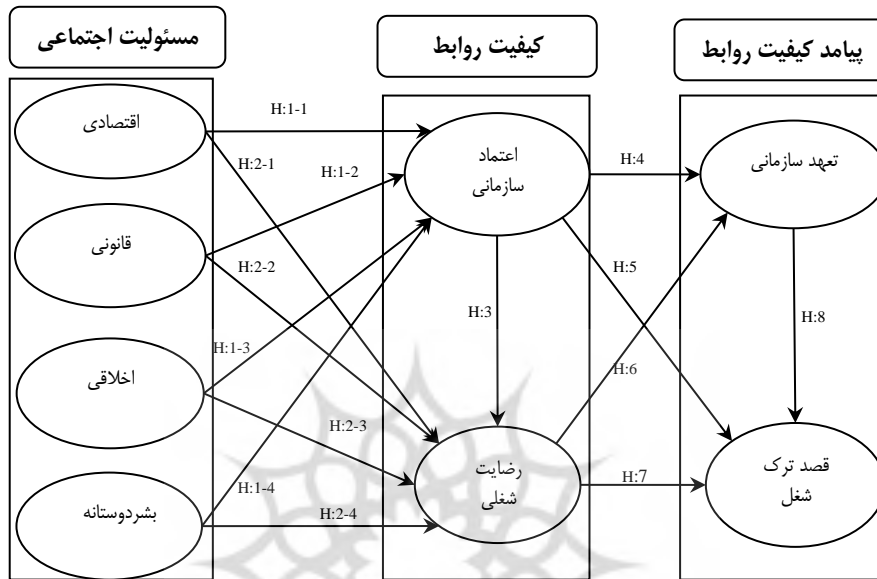 مسئولیت اجتماعی
کیفیت روابط
پیامد کیفیت روابط
اقتصادی
قانونی
اخلاقی
بشردوستانه
اعتماد
سازمانی
رضایت
شغلی
تعهد سازمانی
قصد ترک
شغل
H:1-1
H:2-1
H:1-2
H:2-2
H:1-3
H:2-3
H:1-4
H:2-4
H:3
H:4
H:5
H:6
H:7
H:8